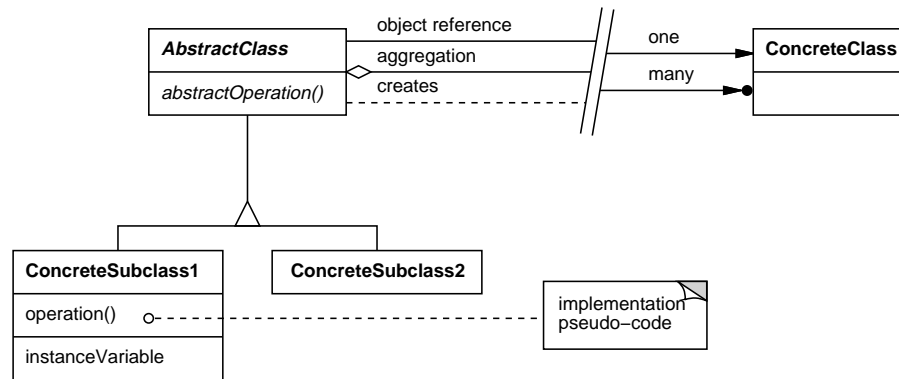 object reference
AbstractClass
one
ConcreteClass
aggregation
many
abstractOperation()
creates
ConcreteSubclass1
ConcreteSubclass2
operation()
implementation
pseudo−code
instanceVariable